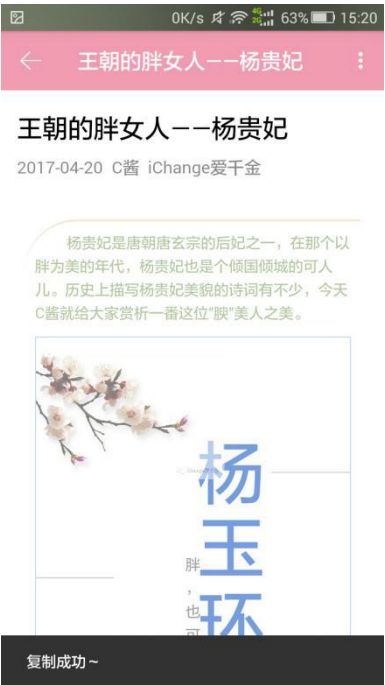 0K/s 4G 2G 63% 15:20
王朝的胖女人——杨贵妃
王朝的胖女人——杨贵妃
2017-04-20 C酱 iChange爱千金
杨贵妃是唐朝唐玄宗的后妃之一，在那个以
胖为美的年代，杨贵妃也是个倾国倾城的可人
儿。历史上描写杨贵妃美貌的诗词有不少，今天
C酱就给大家赏析一番这位"腴"美人之美。
杨玉环
胖，也可
复制成功～